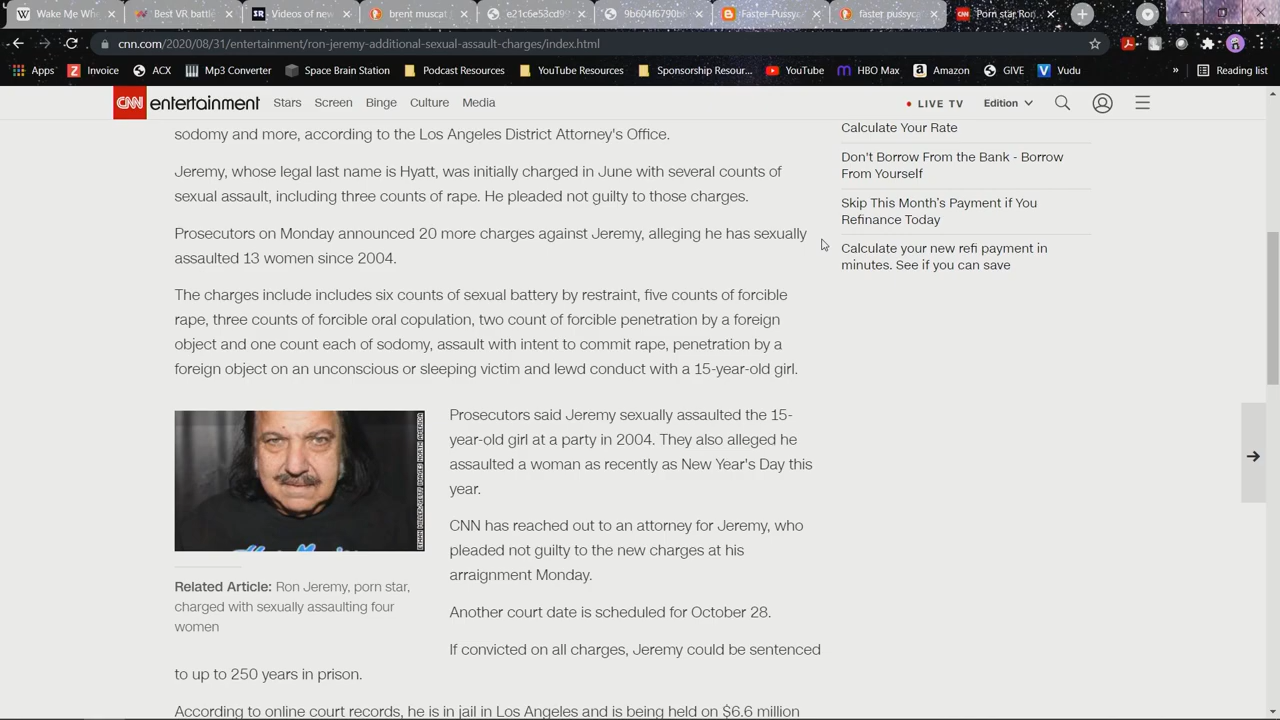 Wake Me Whe
Best VR battle
Videos of new
brent muscat
e21c6e53cd9
9b604f6790b
Faster Pussyc
faster pussyca
Porn star Ron
cnn.com/2020/08/31/entertainment/ron-jeremy-additional-sexual-assault-charges/index.html
Apps
Invoice
ACX
Mp3 Converter
Space Brain Station
Podcast Resources
YouTube Resources
Sponsorship Resour...
YouTube
HBO Max
Amazon
GIVE
Vudu
»
Reading list
CNN entertainment
Stars
Screen
Binge
Culture
Media
LIVE TV
Edition
sodomy and more, according to the Los Angeles District Attorney's Office.
Jeremy, whose legal last name is Hyatt, was initially charged in June with several counts of
sexual assault, including three counts of rape. He pleaded not guilty to those charges.
Prosecutors on Monday announced 20 more charges against Jeremy, alleging he has sexually
assaulted 13 women since 2004.
The charges include includes six counts of sexual battery by restraint, five counts of forcible
rape, three counts of forcible oral copulation, two count of forcible penetration by a foreign
object and one count each of sodomy, assault with intent to commit rape, penetration by a
foreign object on an unconscious or sleeping victim and lewd conduct with a 15-year-old girl.
Prosecutors said Jeremy sexually assaulted the 15-
year-old girl at a party in 2004. They also alleged he
assaulted a woman as recently as New Year's Day this
year.
CNN has reached out to an attorney for Jeremy, who
pleaded not guilty to the new charges at his
arraignment Monday.
Another court date is scheduled for October 28.
If convicted on all charges, Jeremy could be sentenced
to up to 250 years in prison.
According to online court records, he is in jail in Los Angeles and is being held on $6.6 million
Related Article: Ron Jeremy, porn star,
charged with sexually assaulting four
women
Calculate Your Rate
Don't Borrow From the Bank - Borrow
From Yourself
Skip This Month's Payment if You
Refinance Today
Calculate your new refi payment in
minutes. See if you can save